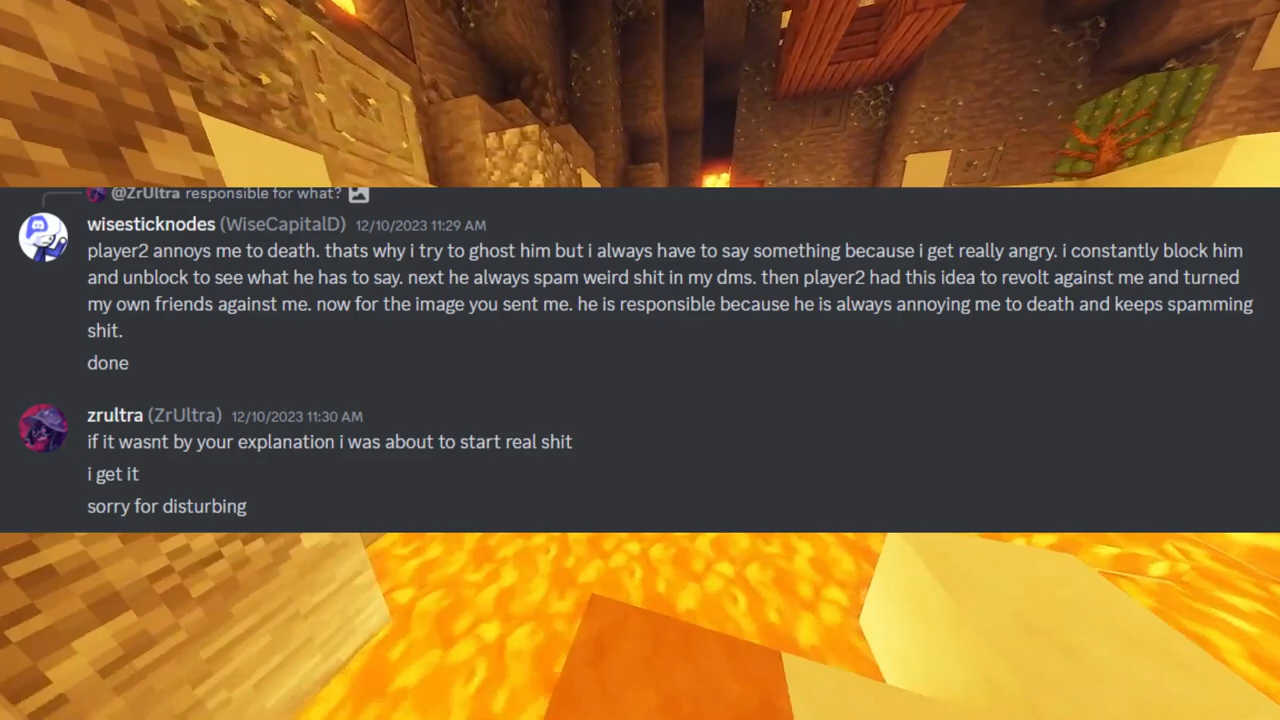 @ZrUltra responsible for what?
wisesticknodes (WiseCapitalD) 12/10/2023 11:29 AM
player2 annoys me to death. thats why i try to ghost him but i always have to say something because i get really angry. i constantly block him
and unblock to see what he has to say. next he always spam weird shit in my dms. then player2 had this idea to revolt against me and turned
my own friends against me. now for the image you sent me. he is responsible because he is always annoying me to death and keeps spamming
shit.
done
zrultra (ZrUltra) 12/10/2023 11:30 AM
if it wasnt by your explanation i was about to start real shit
i get it
sorry for disturbing